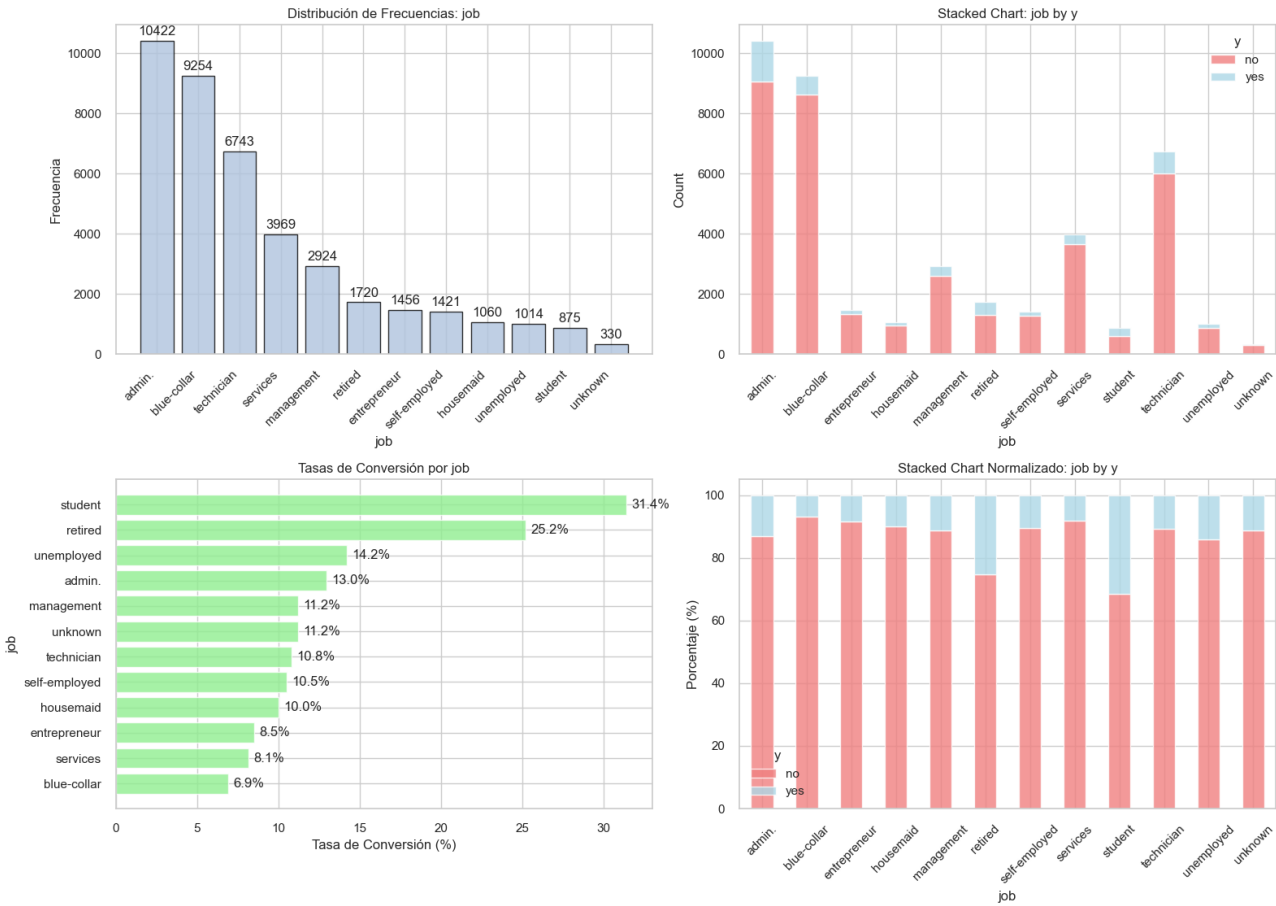 Distribución de Frecuencias: job
10422
9254
6743
3969
2924
1720
1456
1421
1060
1014
875
330
10000
8000
6000
4000
2000
0
Frecuencia
admin.
blue-collar
technician
services
management
retired
entrepreneur
self-employed
housemaid
unemployed
student
unknown
job
Stacked Chart: job by y
y
no
yes
10000
8000
6000
4000
2000
0
Count
admin.
blue-collar
entrepreneur
housemaid
management
retired
self-employed
services
student
technician
unemployed
unknown
job
Tasas de Conversión por job
student 31.4%
retired 25.2%
unemployed 14.2%
admin. 13.0%
management 11.2%
unknown 11.2%
technician 10.8%
self-employed 10.5%
housemaid 10.0%
entrepreneur 8.5%
services 8.1%
blue-collar 6.9%
job
0 5 10 15 20 25 30
Tasa de Conversión (%)
Stacked Chart Normalizado: job by y
100
80
60
40
20
0
Porcentaje (%)
y
no
yes
admin.
blue-collar
entrepreneur
housemaid
management
retired
self-employed
services
student
technician
unemployed
unknown
job